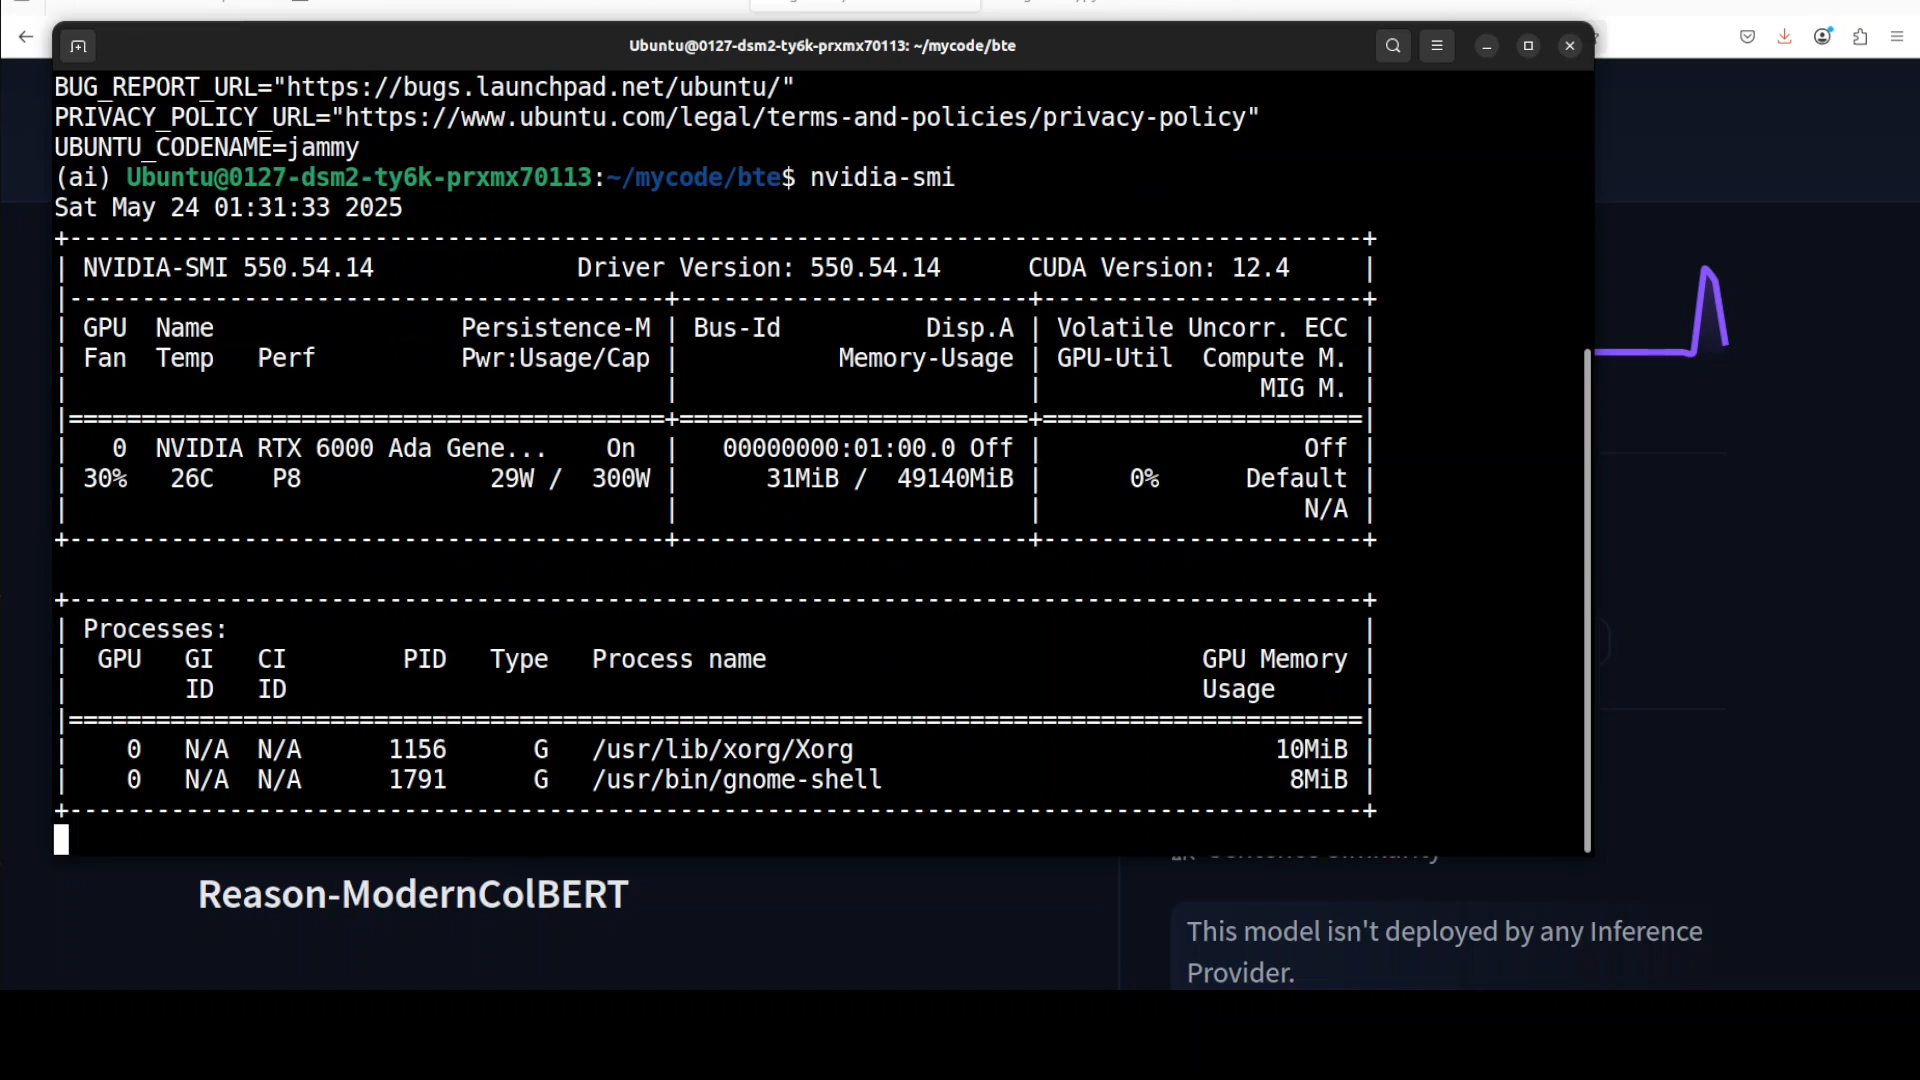 Ubuntu@0127-dsm2-ty6k-prxmx70113: ~/mycode/bte
BUG_REPORT_URL="https://bugs.launchpad.net/ubuntu/"
PRIVACY_POLICY_URL="https://www.ubuntu.com/legal/terms-and-policies/privacy-policy"
UBUNTU_CODENAME=jammy
(ai) Ubuntu@0127-dsm2-ty6k-prxmx70113:~/mycode/bte$ nvidia-smi
Sat May 24 01:31:33 2025
+-----------------------------------------------------------------------------------------+
| NVIDIA-SMI 550.54.14              Driver Version: 550.54.14      CUDA Version: 12.4     |
|-----------------------------------------+------------------------+----------------------+
| GPU  Name                 Persistence-M | Bus-Id          Disp.A | Volatile Uncorr. ECC |
| Fan  Temp   Perf          Pwr:Usage/Cap |           Memory-Usage | GPU-Util  Compute M. |
|                                         |                        |               MIG M. |
|=========================================+========================+======================|
|   0  NVIDIA RTX 6000 Ada Gene...    On  |   00000000:01:00.0 Off |                  Off |
| 30%   26C    P8             29W /  300W |      31MiB /  49140MiB |      0%      Default |
|                                         |                        |                  N/A |
+-----------------------------------------+------------------------+----------------------+
+-----------------------------------------------------------------------------------------+
| Processes:                                                                              |
|  GPU   GI   CI        PID   Type   Process name                              GPU Memory |
|        ID   ID                                                               Usage      |
|=========================================================================================|
|    0   N/A  N/A      1156      G   /usr/lib/xorg/Xorg                             10MiB |
|    0   N/A  N/A      1791      G   /usr/bin/gnome-shell                            8MiB |
+-----------------------------------------------------------------------------------------+
Sentence Similarity
Reason-ModernColBERT
This model isn't deployed by any Inference
Provider.